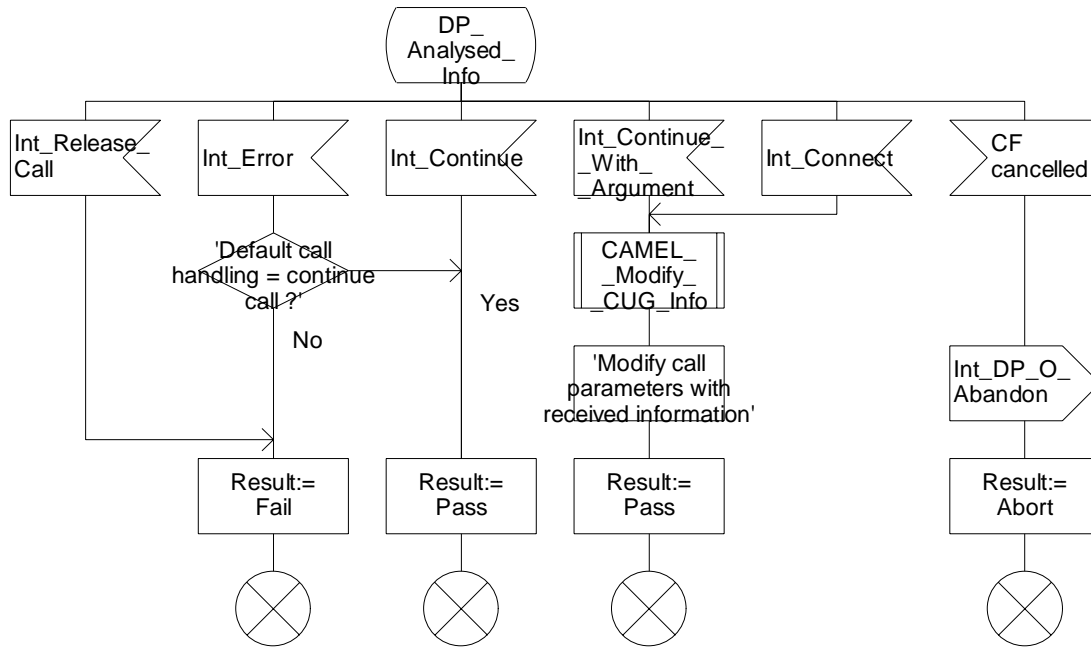 DP_
Analysed_
Info
Int_Release_
Call
Int_Error
Int_Continue
Int_Continue_
_With_
_Argument
Int_Connect
CF
cancelled
'Default call
handling = continue
call ?'
Yes
No
CAMEL_
_Modify_
_CUG_Info
'Modify call
parameters with
received information'
Int_DP_O_
Abandon
Result:=
Fail
Result:=
Pass
Result:=
Pass
Result:=
Abort